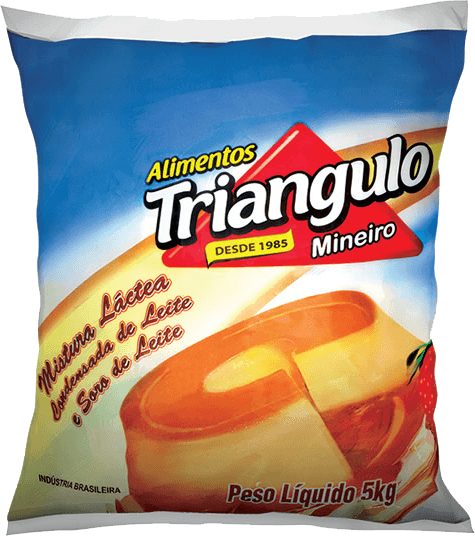 Alimentos
Triangulo
DESDE 1985
Mineiro
Mistura Láctea
Condensada de Leite
e Soro de Leite
INDÚSTRIA BRASILEIRA
Peso Líquido 5kg